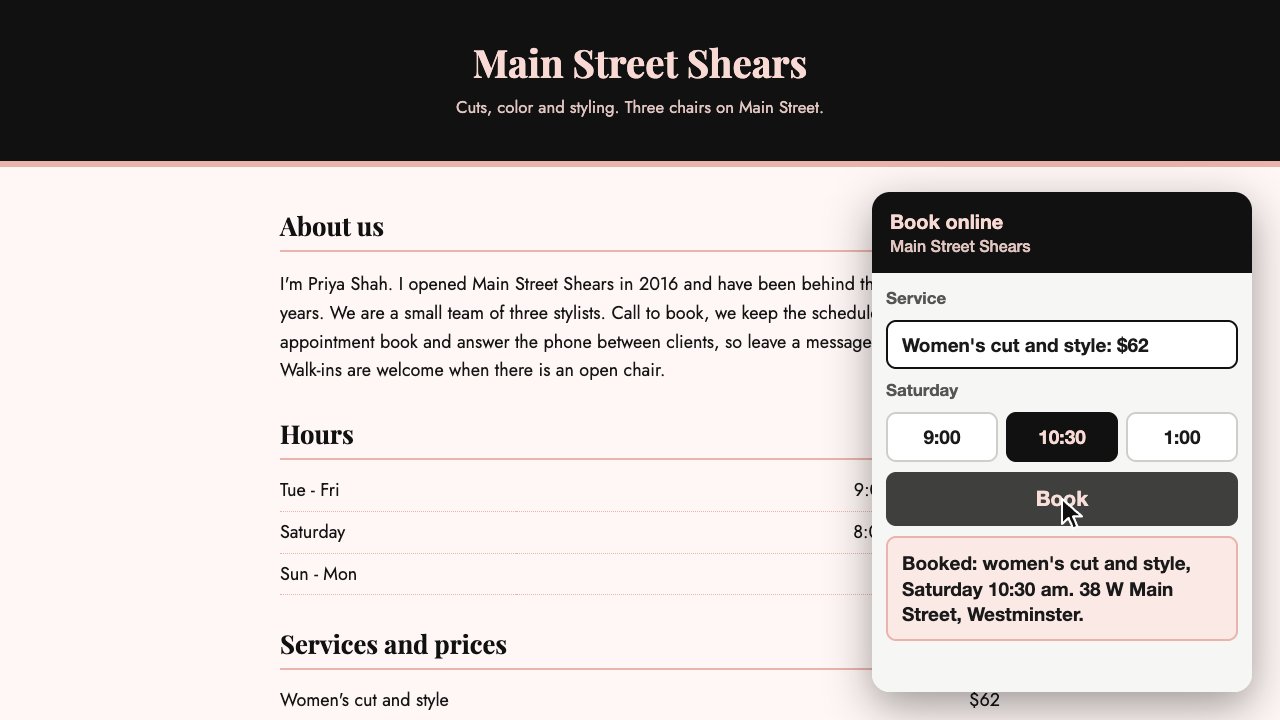 Main Street Shears
Cuts, color and styling. Three chairs on Main Street.
About us
I'm Priya Shah. I opened Main Street Shears in 2016 and have been behind
years. We are a small team of three stylists. Call to book, we keep the
appointment book and answer the phone between clients, so leave a message
Walk-ins are welcome when there is an open chair.
Hours
Tue - Fri
Saturday
Sun - Mon
Services and prices
Women's cut and style $62
Book online
Main Street Shears
Service
Women's cut and style: $62
Saturday
9:00 10:30 1:00
Book
Booked: women's cut and style,
Saturday 10:30 am. 38 W Main
Street, Westminster.